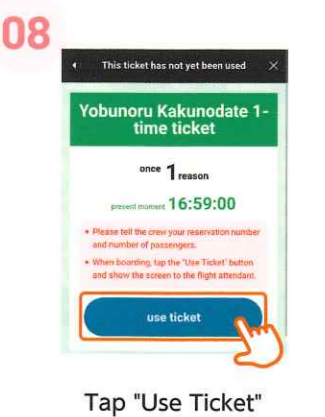 08
This ticket has not yet been used
Yobunoru Kakunodate 1-
time ticket
once 1 reason
present moment 16:59:00
• Please tell the crew your reservation number
and number of passengers.
• When boarding, tap the "Use Ticket" button
and show the screen to the flight attendant.
use ticket
Tap "Use Ticket"